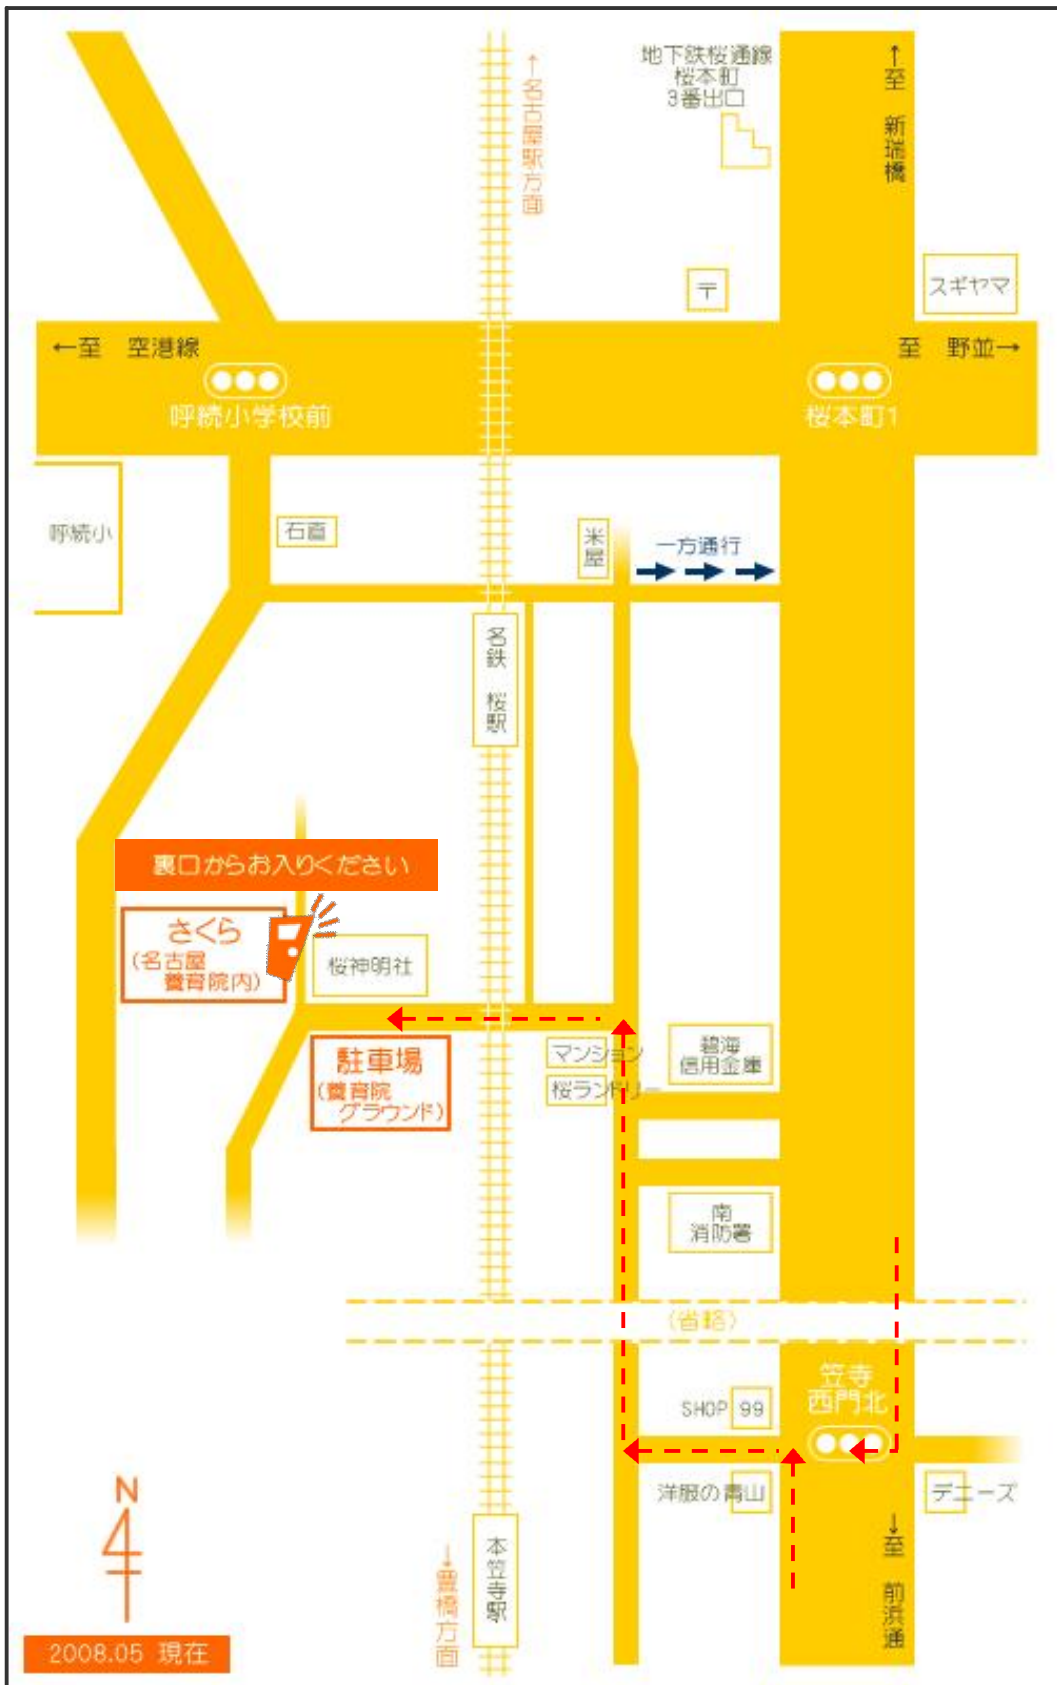 地下鉄桜通線
桜本町
3番出口
↑至 新瑞橋
↑名古屋駅方面
〒
スギヤマ
←至 空港線
至 野並→
呼続小学校前
桜本町1
呼続小
石直
米屋
一方通行
名鉄 桜駅
裏口からお入りください
さくら
(名古屋
養育院内)
桜神明社
駐車場
(養育院
グラウンド)
マンション
桜ランドリー
碧海
信用金庫
南
消防署
(省略)
笠寺
西門北
SHOP 99
洋服の青山
デニーズ
N
本笠寺駅
↓豊橋方面
↓至 前浜通
2008.05 現在